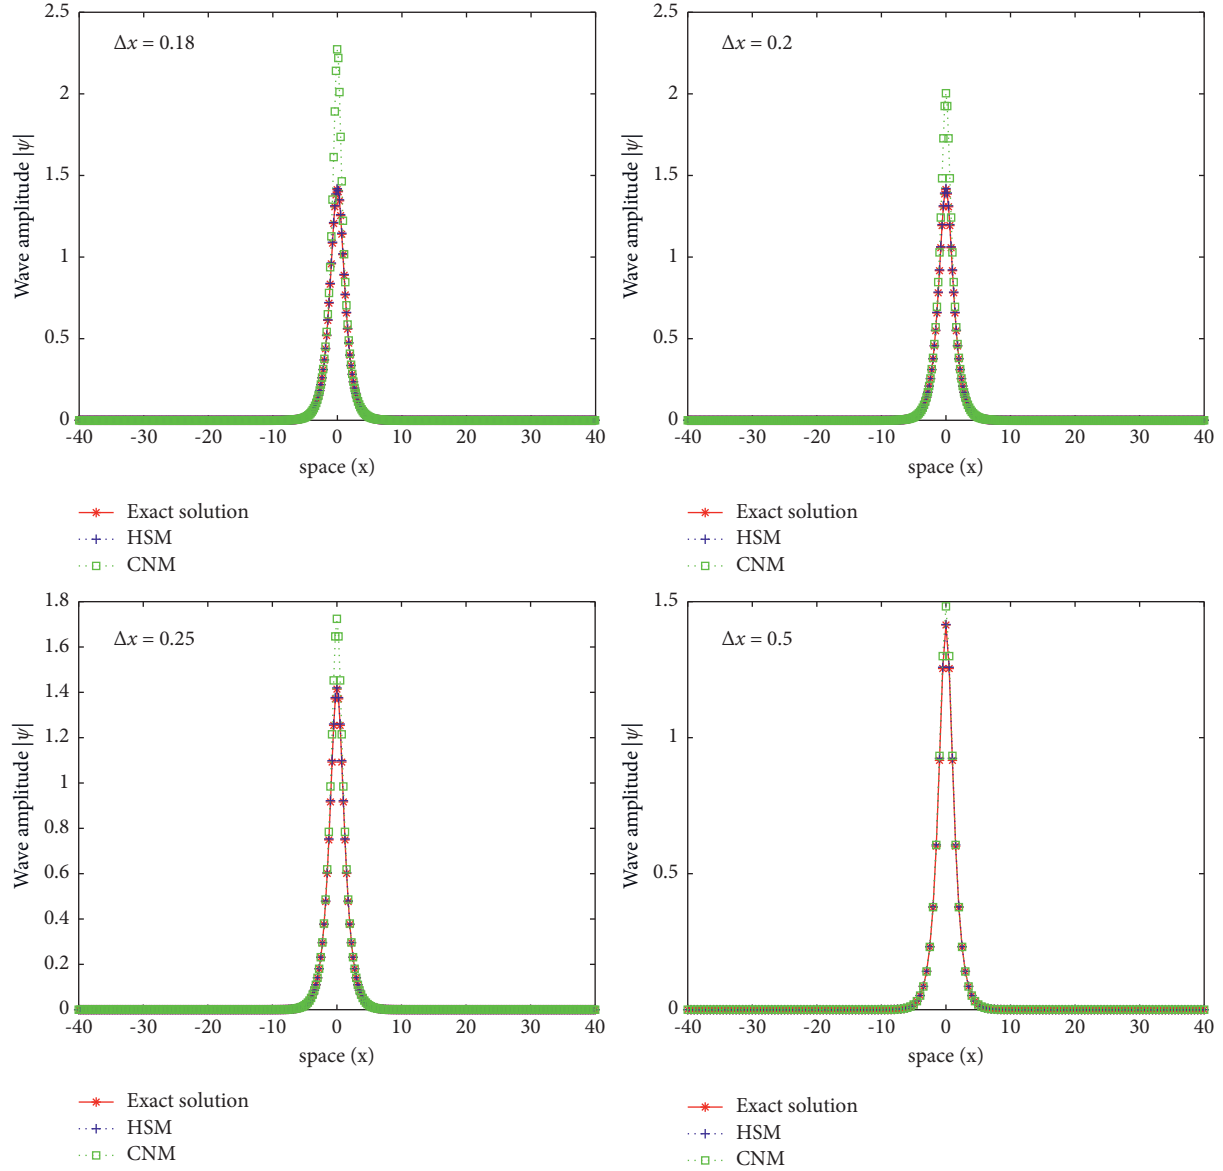 Δx = 0.18
2.5
2
1.5
1
0.5
0
Wave amplitude |ψ|
-40 -30 -20 -10 0 10 20 30 40
space (x)
Exact solution
HSM
CNM
Δx = 0.2
2.5
2
1.5
1
0.5
0
Wave amplitude |ψ|
-40 -30 -20 -10 0 10 20 30 40
space (x)
Exact solution
HSM
CNM
Δx = 0.25
1.8
1.6
1.4
1.2
1
0.8
0.6
0.4
0.2
0
Wave amplitude |ψ|
-40 -30 -20 -10 0 10 20 30 40
space (x)
Exact solution
HSM
CNM
Δx = 0.5
1.5
1
0.5
0
Wave amplitude |ψ|
-40 -30 -20 -10 0 10 20 30 40
space (x)
Exact solution
HSM
CNM